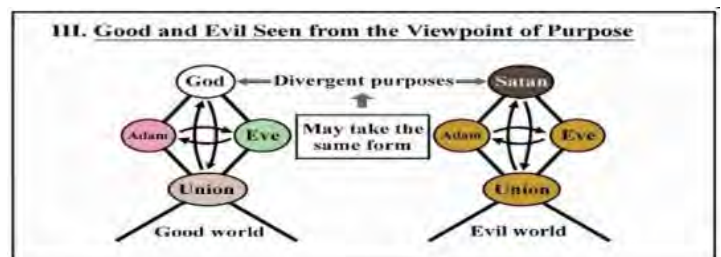 III. Good and Evil Seen from the Viewpoint of Purpose
God Divergent purposes Satan
Adam Eve May take the same form Adam Eve
Union Union
Good world Evil world